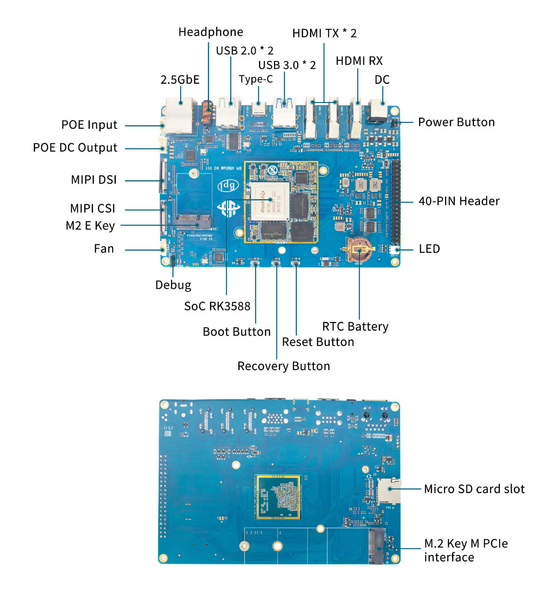 Headphone
HDMI TX * 2
USB 2.0 * 2
USB 3.0 * 2
HDMI RX
2.5GbE
Type-C
DC
POE Input
Power Button
POE DC Output
MIPI DSI
bpi
40-PIN Header
MIPI CSI
M2 E Key
Fan
LED
Debug
SoC RK3588
Boot Button
RTC Battery
Reset Button
Recovery Button
Micro SD card slot
M.2 Key M PCIe
interface